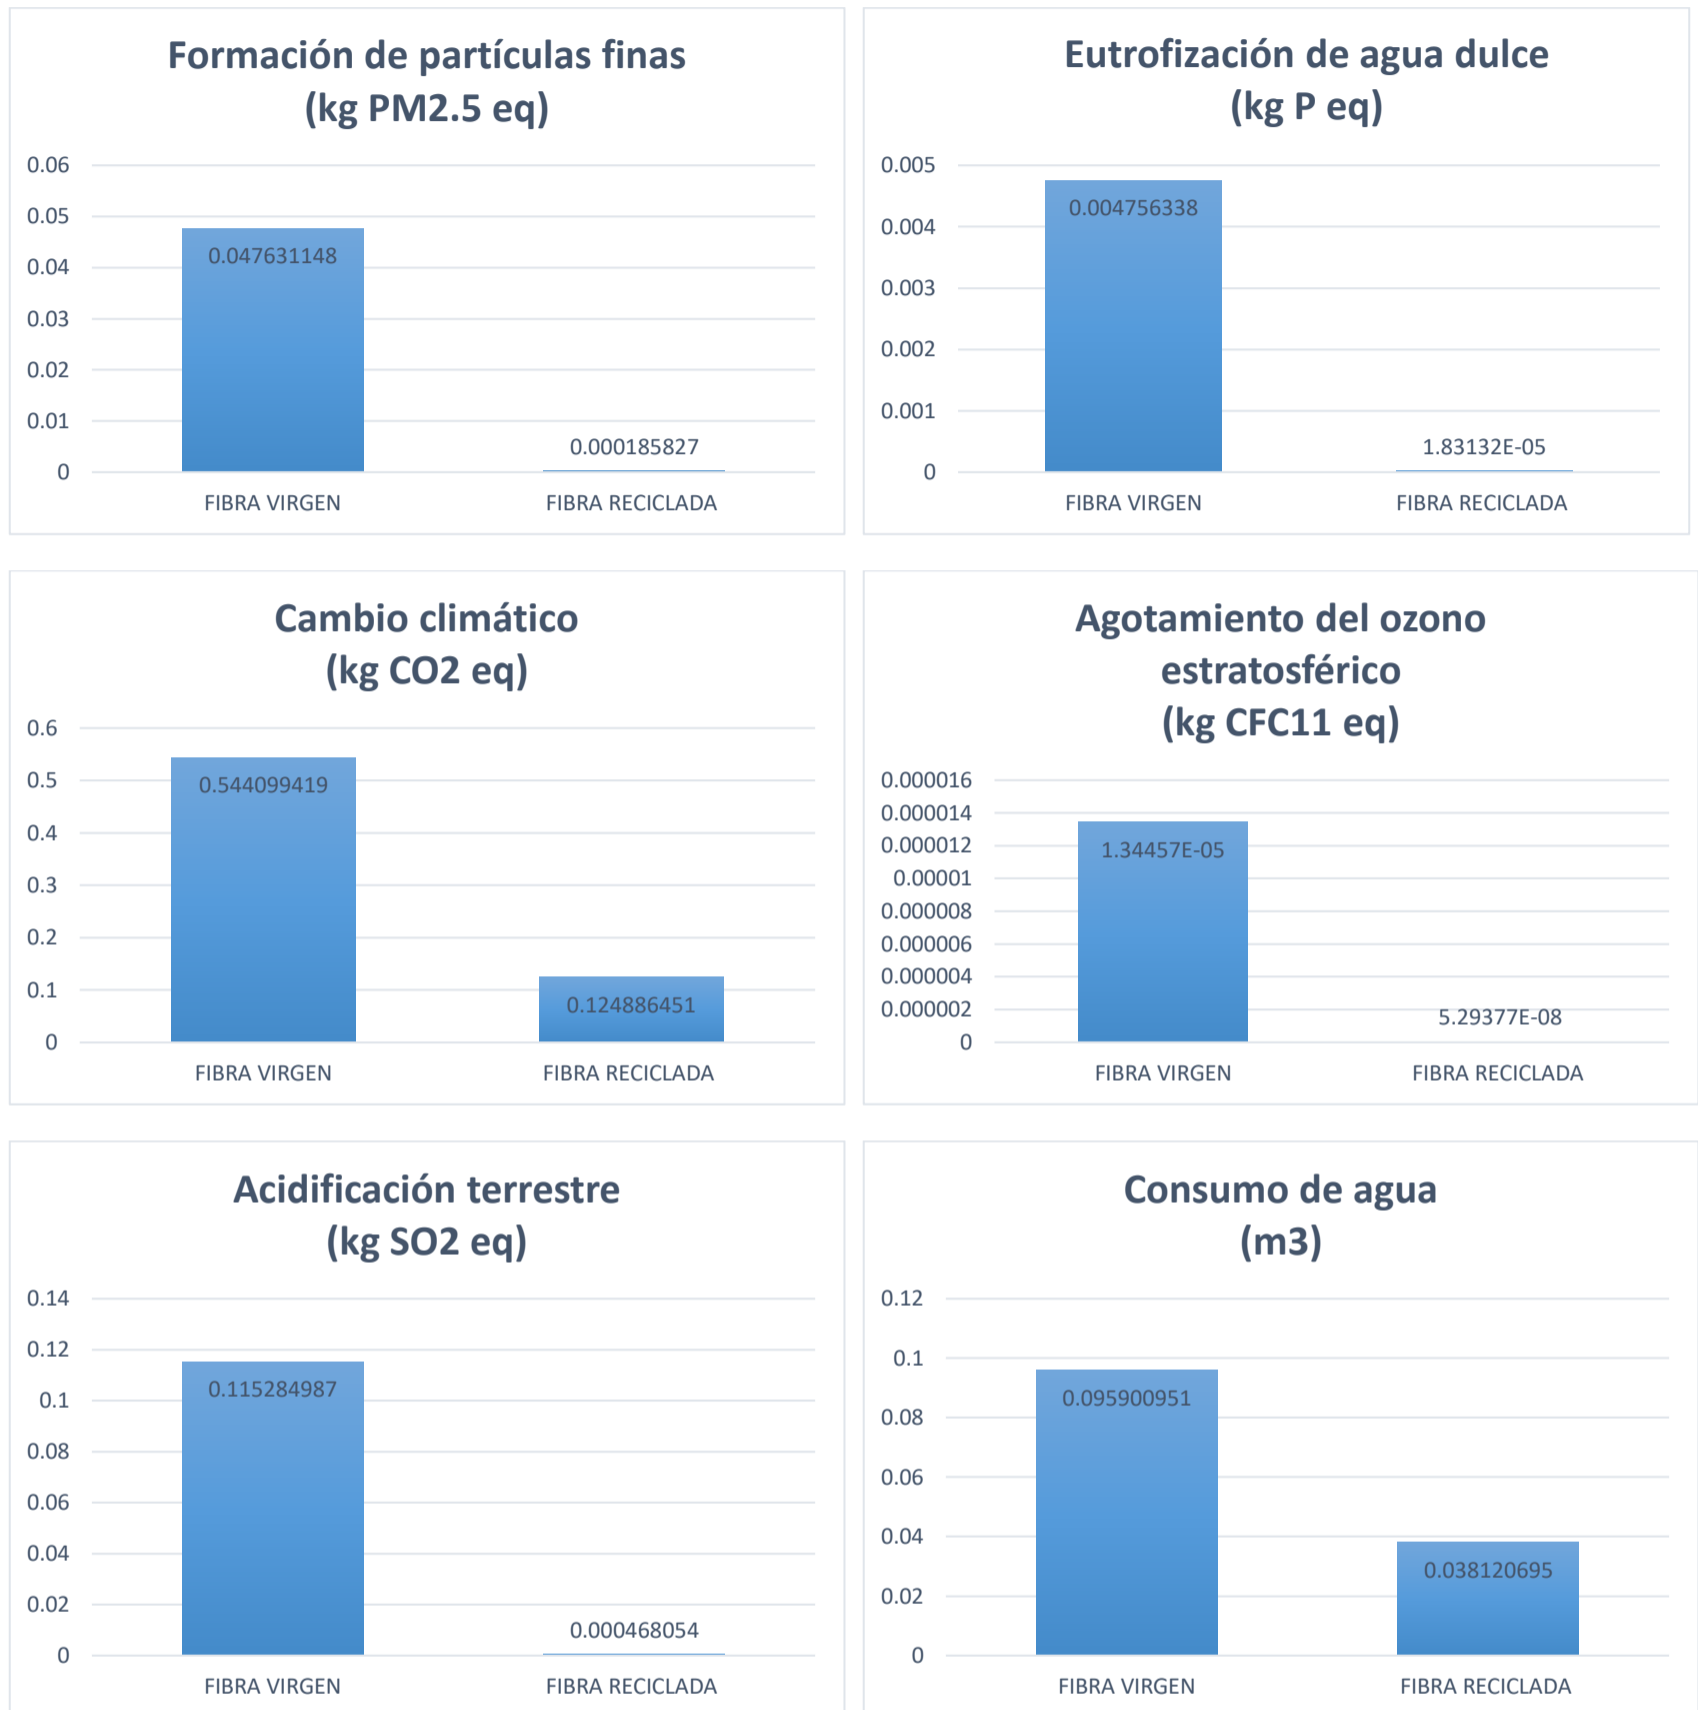 Formación de partículas finas
(kg PM2.5 eq)
0.06
0.05
0.04
0.03
0.02
0.01
0
0.047631148
0.000185827
FIBRA VIRGEN
FIBRA RECICLADA
Eutrofización de agua dulce
(kg P eq)
0.005
0.004
0.003
0.002
0.001
0
0.004756338
1.83132E-05
FIBRA VIRGEN
FIBRA RECICLADA
Cambio climático
(kg CO2 eq)
0.6
0.5
0.4
0.3
0.2
0.1
0
0.544099419
0.124886451
FIBRA VIRGEN
FIBRA RECICLADA
Agotamiento del ozono
estratosférico
(kg CFC11 eq)
0.000016
0.000014
0.000012
0.00001
0.000008
0.000006
0.000004
0.000002
0
1.34457E-05
5.29377E-08
FIBRA VIRGEN
FIBRA RECICLADA
Acidificación terrestre
(kg SO2 eq)
0.14
0.12
0.1
0.08
0.06
0.04
0.02
0
0.115284987
0.000468054
FIBRA VIRGEN
FIBRA RECICLADA
Consumo de agua
(m3)
0.12
0.1
0.08
0.06
0.04
0.02
0
0.095900951
0.038120695
FIBRA VIRGEN
FIBRA RECICLADA